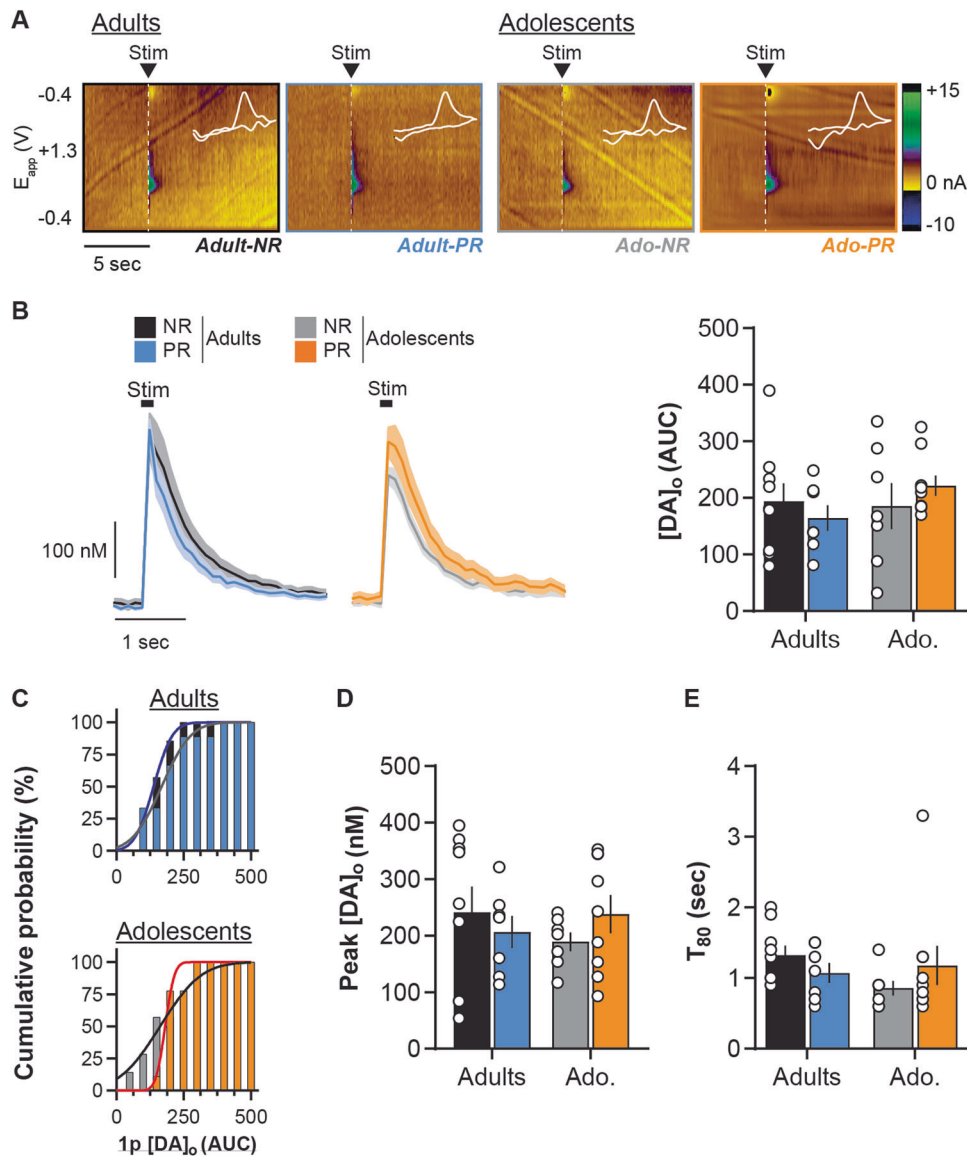 A
Adults
Adolescents
Stim
Stim
Stim
Stim
-0.4
+1.3
-0.4
Eapp (V)
+15
0 nA
-10
Adult-NR
Adult-PR
Ado-NR
Ado-PR
5 sec
B
NR
PR
Adults
NR
PR
Adolescents
Stim
Stim
100 nM
1 sec
[DA]o (AUC)
500
400
300
200
100
0
Adults
Ado.
C
Adults
Cumulative probability (%)
100
75
50
25
0
0
250
500
Adolescents
100
75
50
25
0
0
250
500
1p [DA]o (AUC)
D
Peak [DA]o (nM)
500
400
300
200
100
0
Adults
Ado.
E
T80 (sec)
4
2
1
0
Adults
Ado.